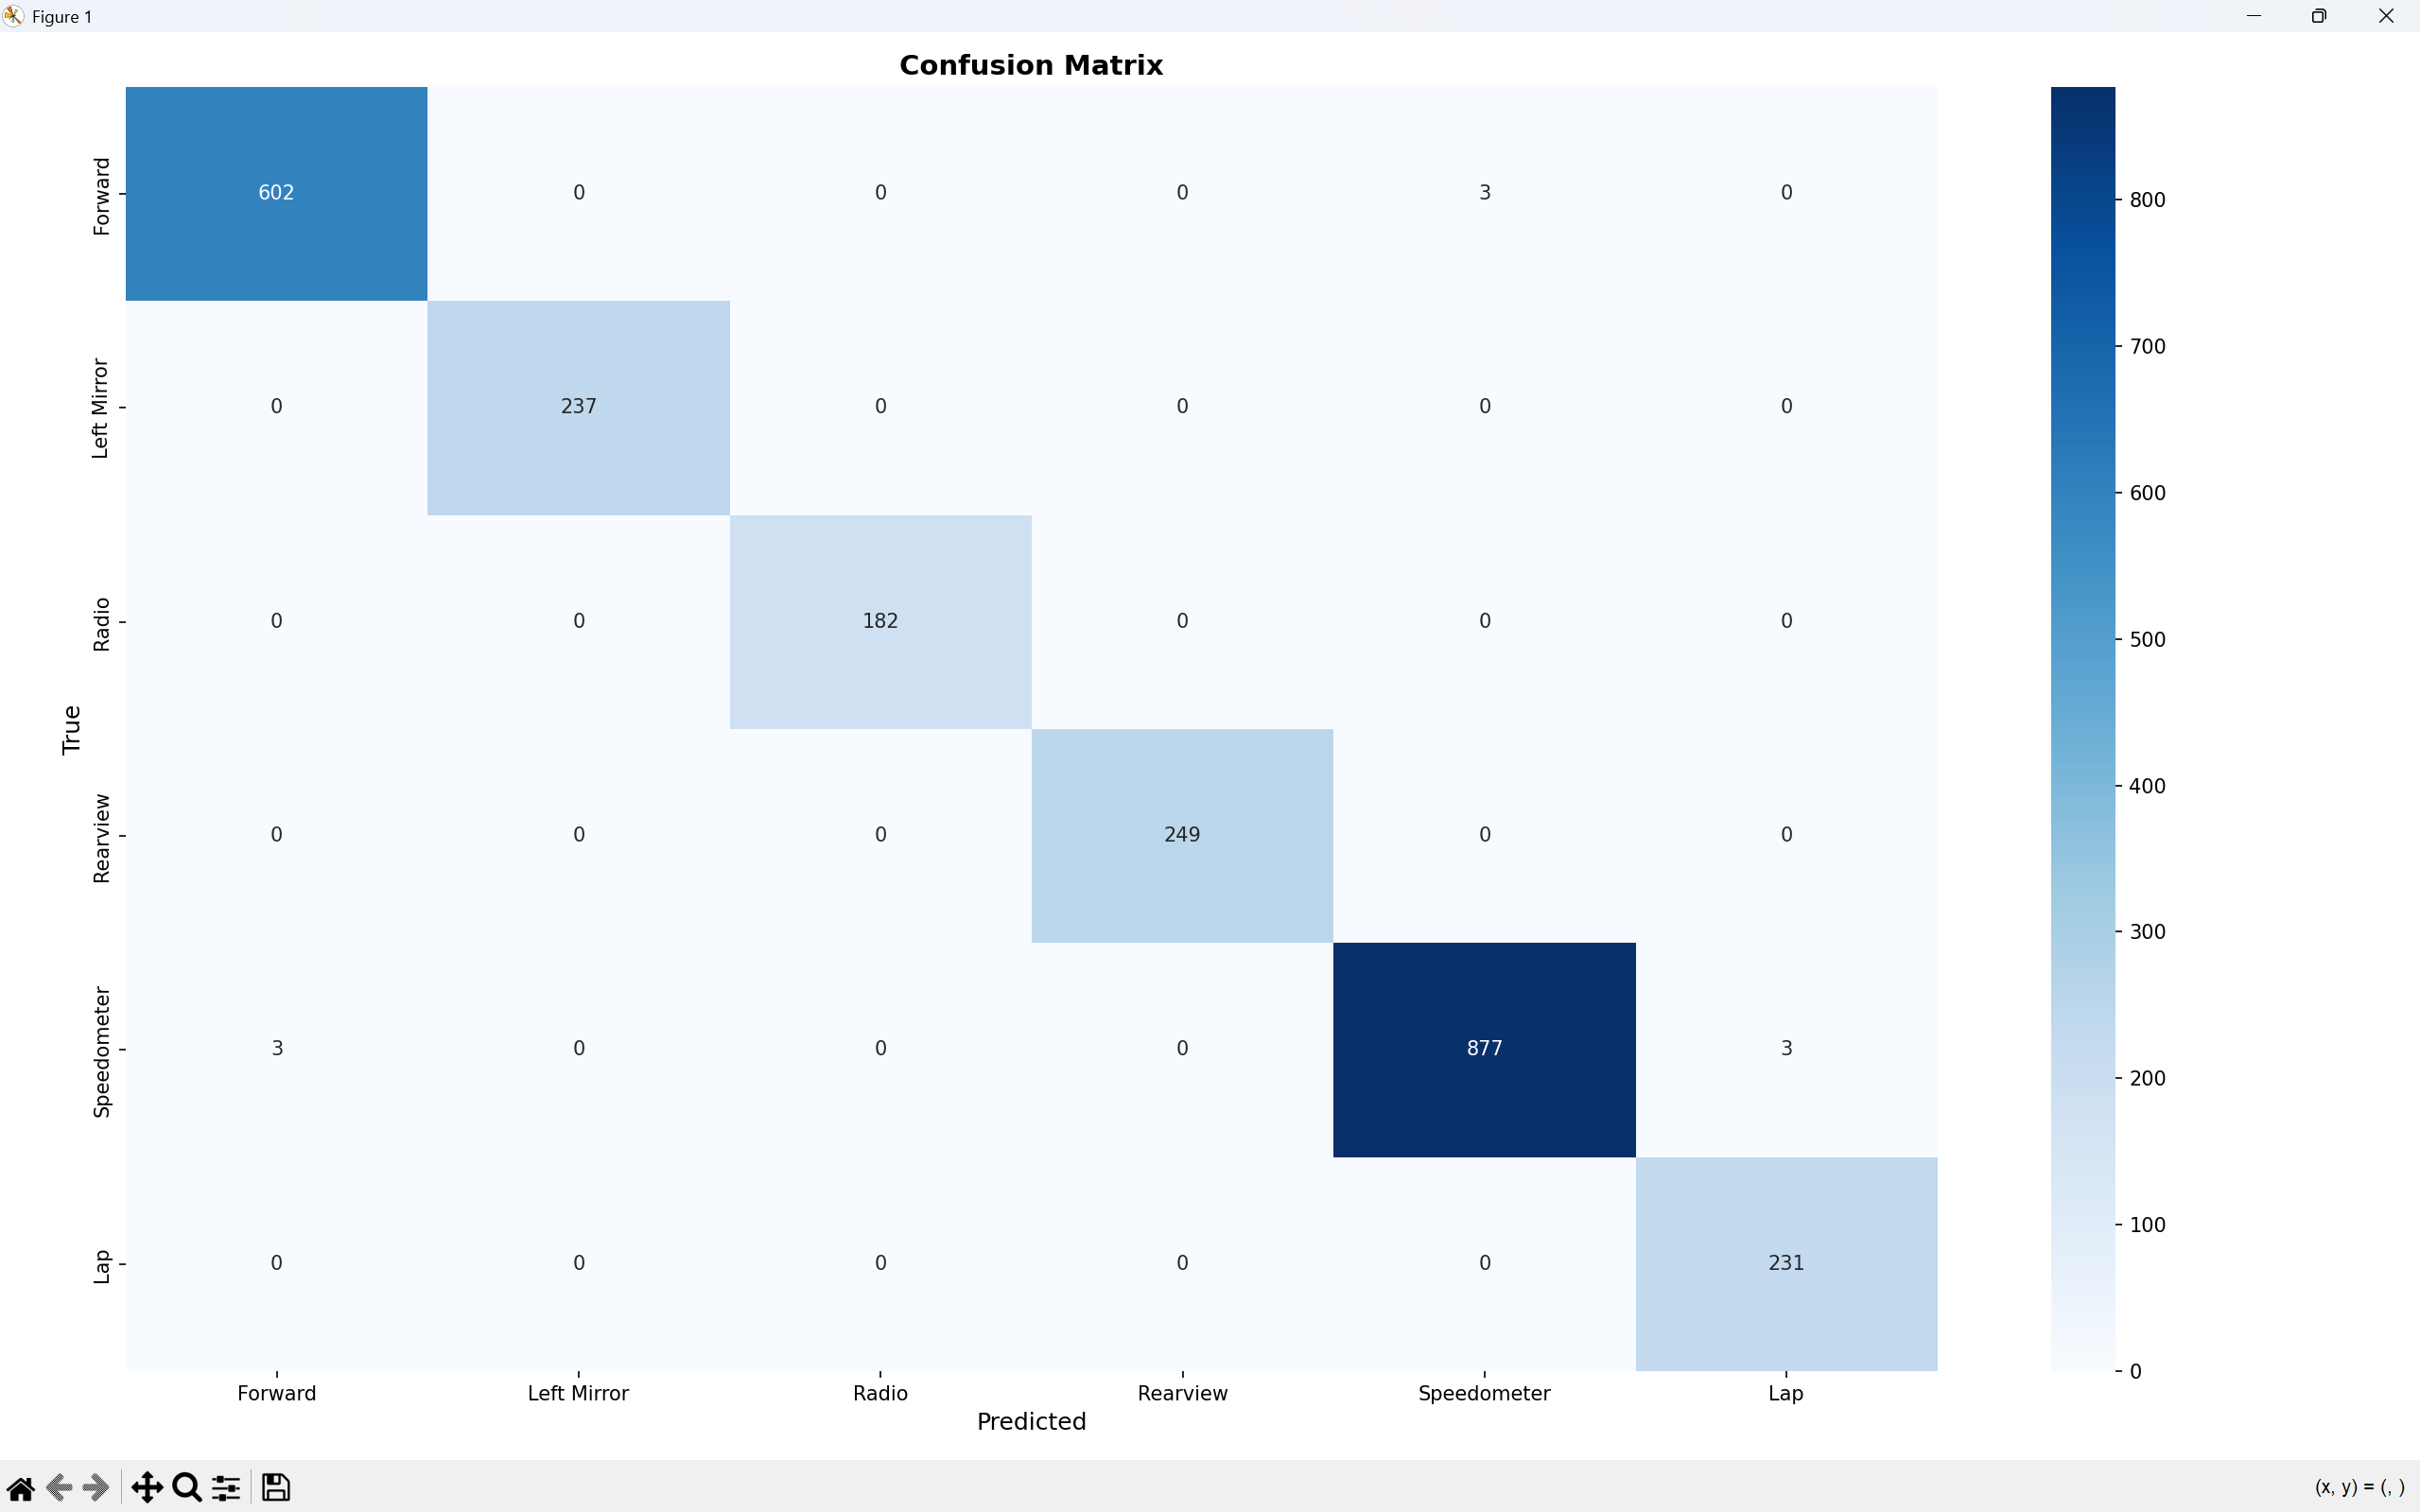 Figure 1
Confusion Matrix
Forward 602 0 0 0 3 0
Left Mirror 0 237 0 0 0 0
Radio 0 0 182 0 0 0
Rearview 0 0 0 249 0 0
Speedometer 3 0 0 0 877 3
Lap 0 0 0 0 0 231
True
Forward Left Mirror Radio Rearview Speedometer Lap
Predicted
800
700
600
500
400
300
200
100
0
(x, y) = (, )